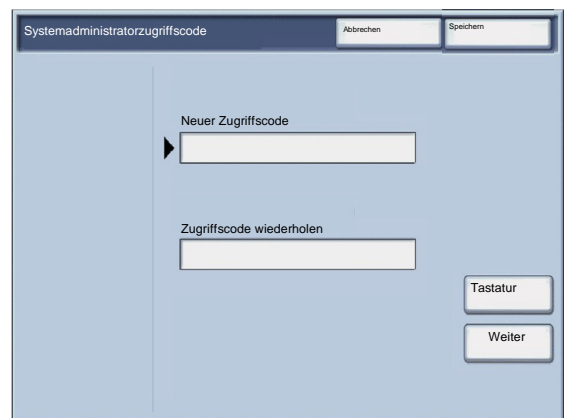 Systemadministratorzugriffscode
Abbrechen
Speichern
Neuer Zugriffscode
Zugriffscode wiederholen
Tastatur
Weiter